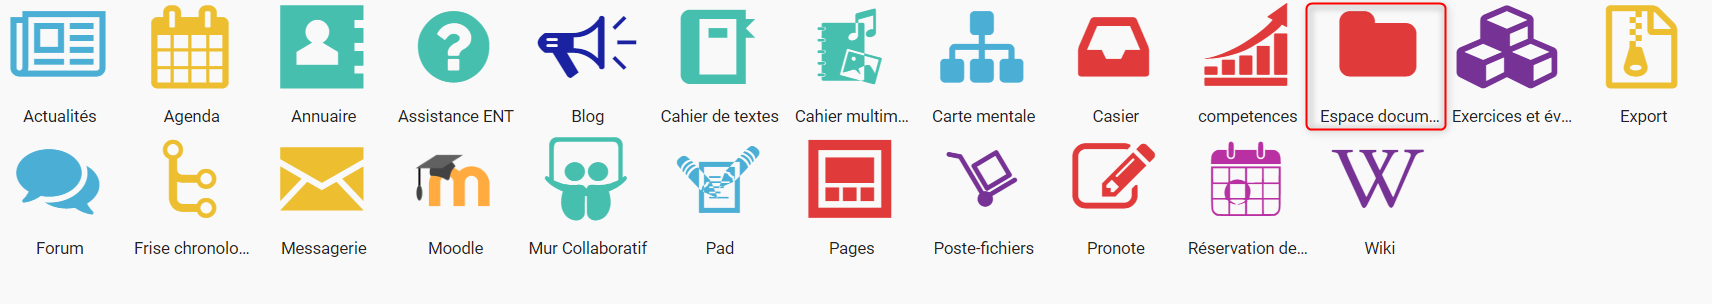 Actualités Agenda Annuaire Assistance ENT Blog Cahier de textes Cahier multim... Carte mentale Casier competences Espace docum... Exercices et év... Export
Forum Frise chronolo... Messagerie Moodle Mur Collaboratif Pad Pages Poste-fichiers Pronote Réservation de... Wiki